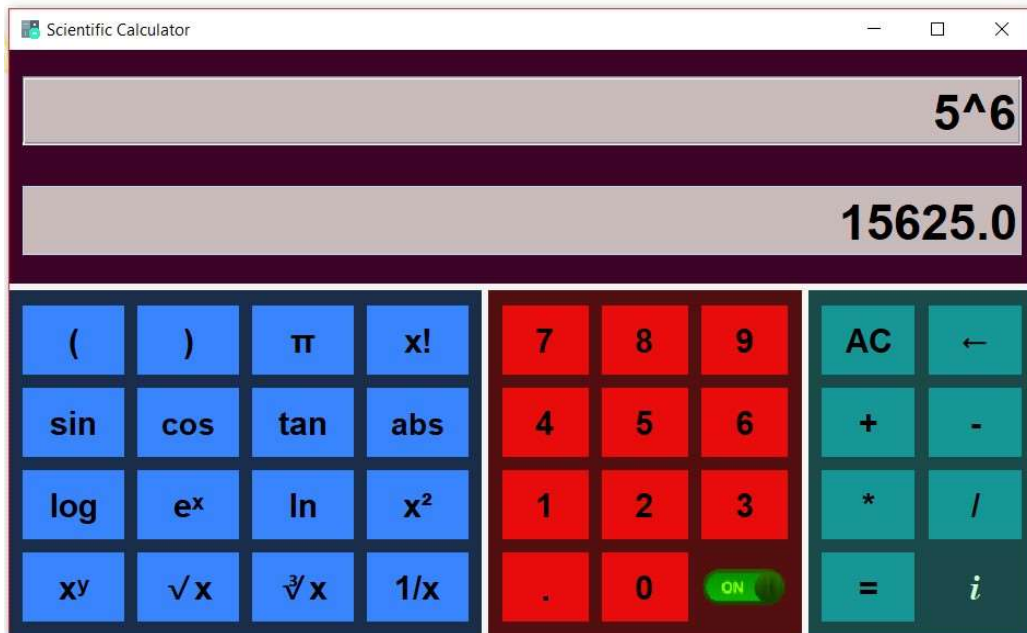 Scientific Calculator
5^6
15625.0
( ) π x! 7 8 9 AC ←
sin cos tan abs 4 5 6 + -
log eˣ ln x² 1 2 3 * /
xʸ √x ∛x 1/x . 0 ON = i